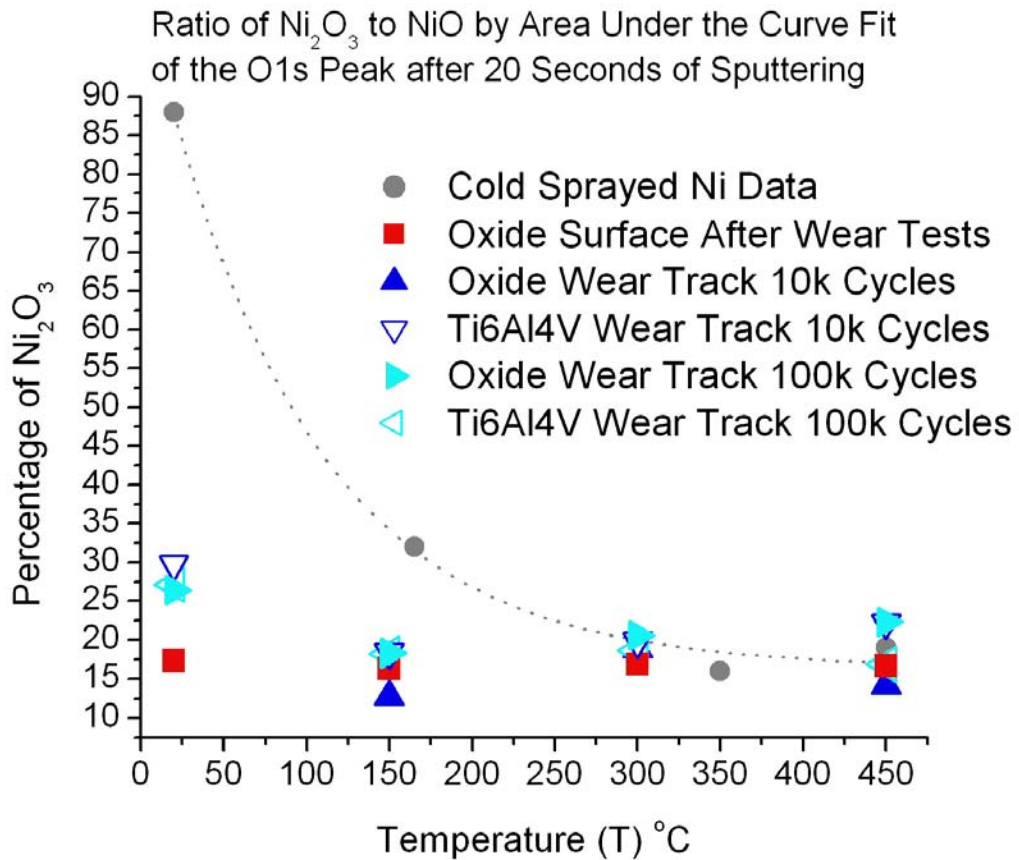 Ratio of Ni₂O₃ to NiO by Area Under the Curve Fit
of the O1s Peak after 20 Seconds of Sputtering
90
85
80
75
70
65
60
55
50
45
40
35
30
25
20
15
10
Percentage of Ni₂O₃
Cold Sprayed Ni Data
Oxide Surface After Wear Tests
Oxide Wear Track 10k Cycles
Ti6Al4V Wear Track 10k Cycles
Oxide Wear Track 100k Cycles
Ti6Al4V Wear Track 100k Cycles
0 50 100 150 200 250 300 350 400 450
Temperature (T) °C